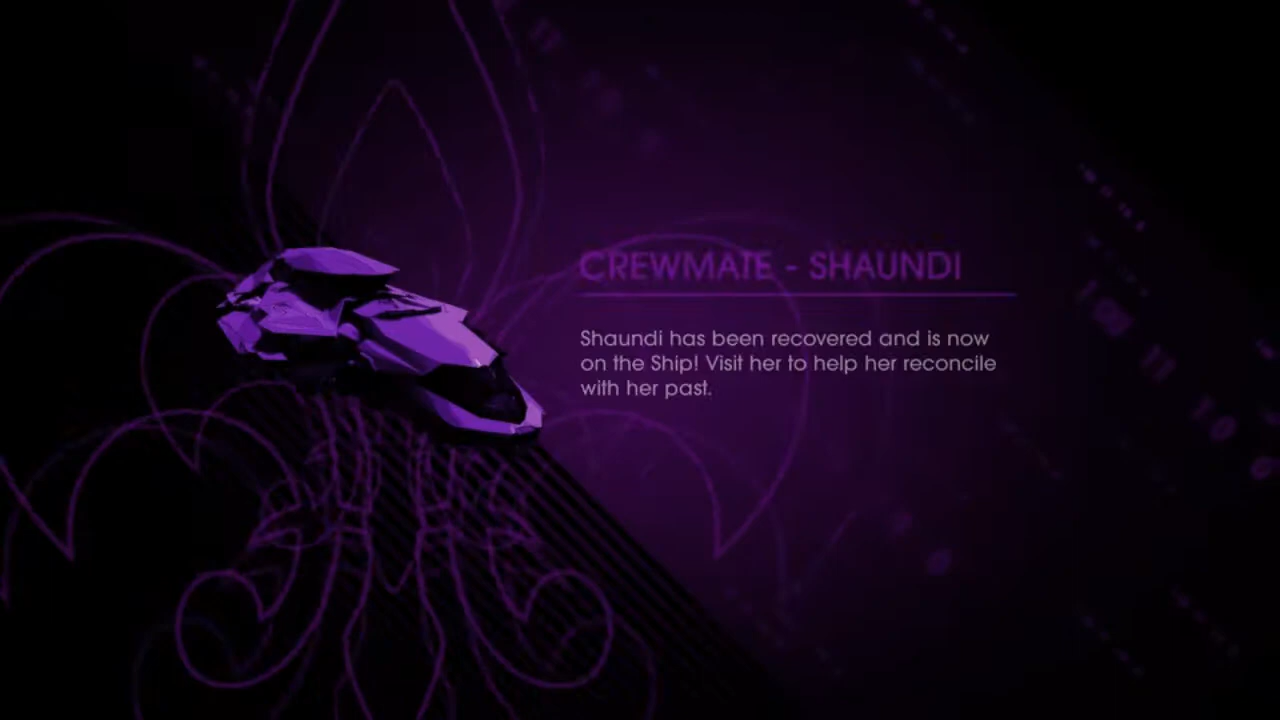 CREWMATE - SHAUNDI
Shaundi has been recovered and is now
on the Ship! Visit her to help her reconcile
with her past.